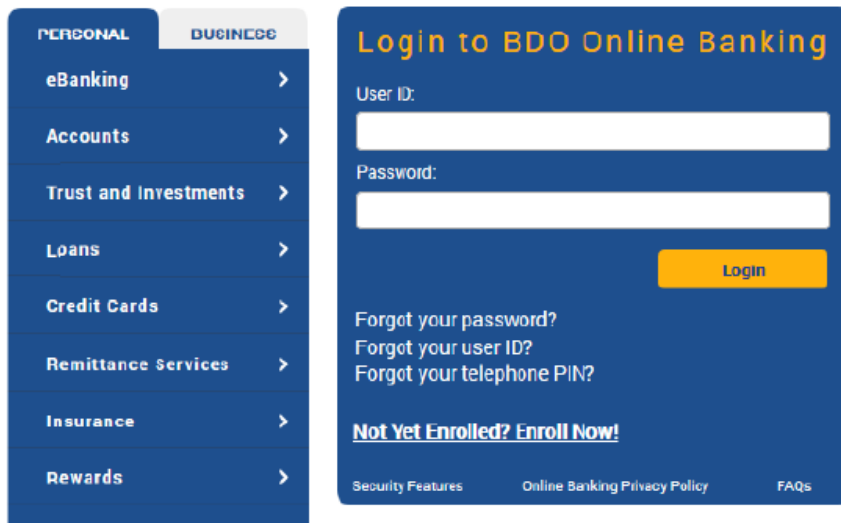 PERSONAL
BUSINESS
eBanking
Accounts
Trust and Investments
Loans
Credit Cards
Remittance Services
Insurance
Rewards
Login to BDO Online Banking
User ID:
Password:
Login
Forgot your password?
Forgot your user ID?
Forgot your telephone PIN?
Not Yet Enrolled? Enroll Now!
Security Features
Online Banking Privacy Policy
FAQs